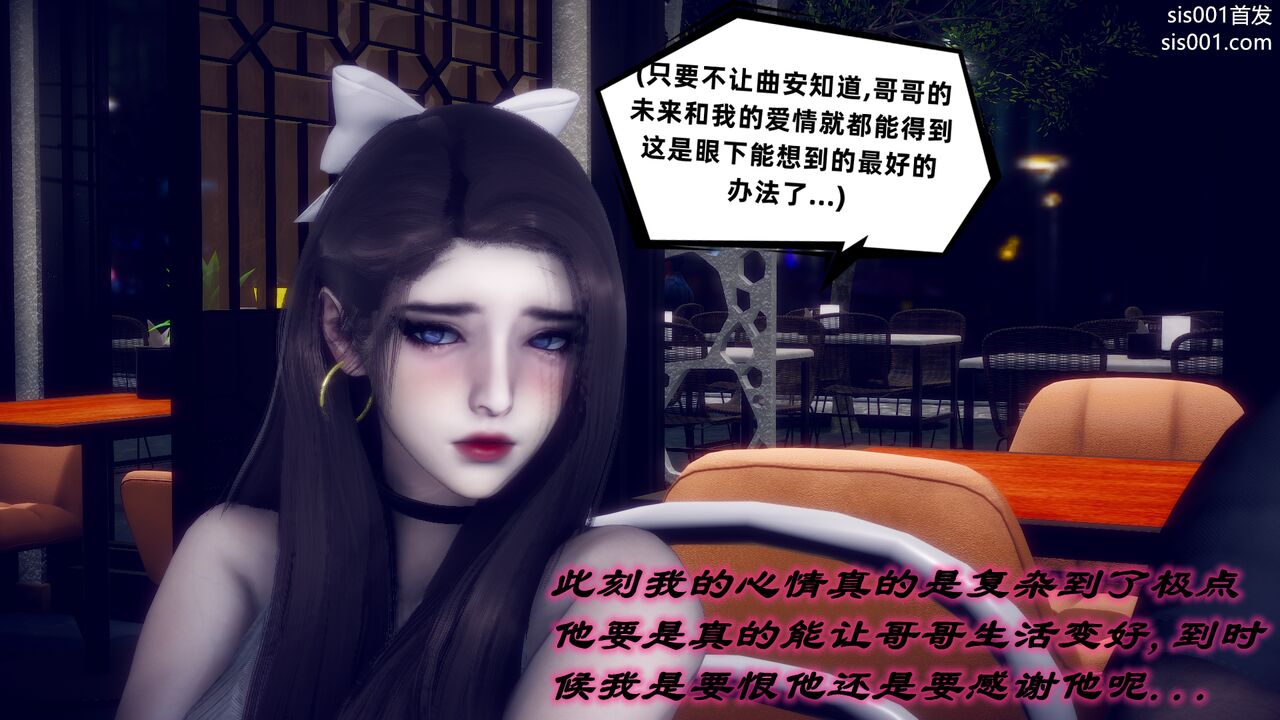 sis001首发
sis001.com
(只要不让曲安知道,哥哥的
未来和我的爱情就都能得到
这是眼下能想到的最好的
办法了...)
此刻我的心情真的是复杂到了极点
他要是真的能让哥哥生活变好,到时
候我是要恨他还是要感谢他呢...